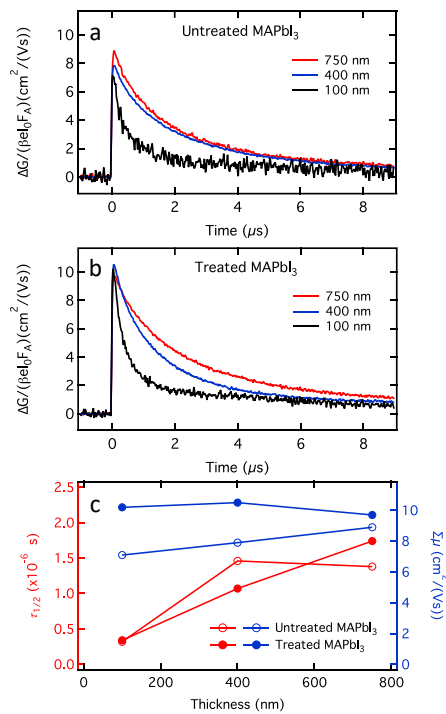 a
Untreated MAPbI3
750 nm
400 nm
100 nm
ΔG/(βeI0FA)(cm2/(Vs))
10
8
6
4
2
0
0 2 4 6 8
Time (μs)
b
Treated MAPbI3
750 nm
400 nm
100 nm
ΔG/(βeI0FA)(cm2/(Vs))
10
8
6
4
2
0
0 2 4 6 8
Time (μs)
c
τ1/2 (x10-6 s)
2.5
2.0
1.5
1.0
0.5
0.0
Σμ (cm2/(Vs))
10
8
6
4
2
0
Untreated MAPbI3
Treated MAPbI3
0 200 400 600 800
Thickness (nm)